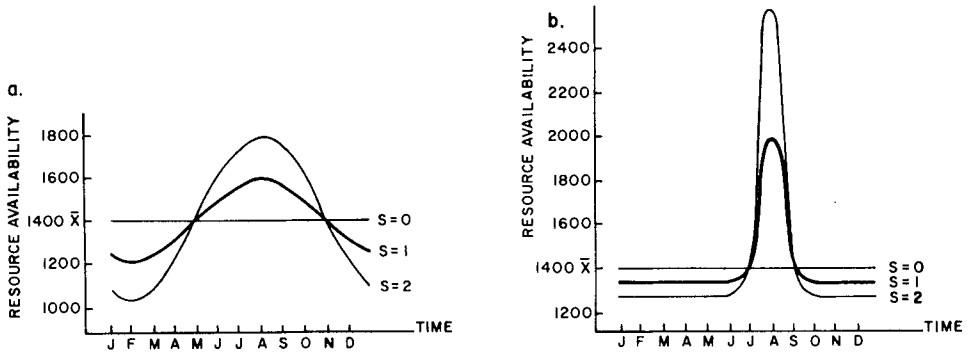 a.
RESOURCE AVAILABILITY
1800
1600
1400 X̄
1200
1000
S=0
S=1
S=2
TIME
J F M A M J J A S O N D
b.
RESOURCE AVAILABILITY
2400
2200
2000
1800
1600
1400 X̄
1200
S=0
S=1
S=2
TIME
J F M A M J J A S O N D